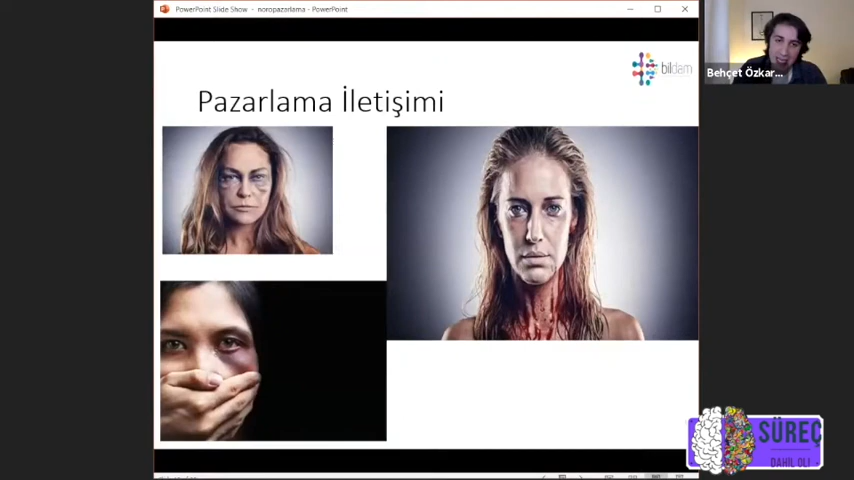 PowerPoint Slide Show - noropazarlama - PowerPoint
bildam
Behçet Özkar...
Pazarlama İletişimi
SÜREÇ
DAHİL OL!